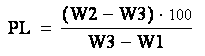 PL = (W2 – W3) · 100
W3 – W1